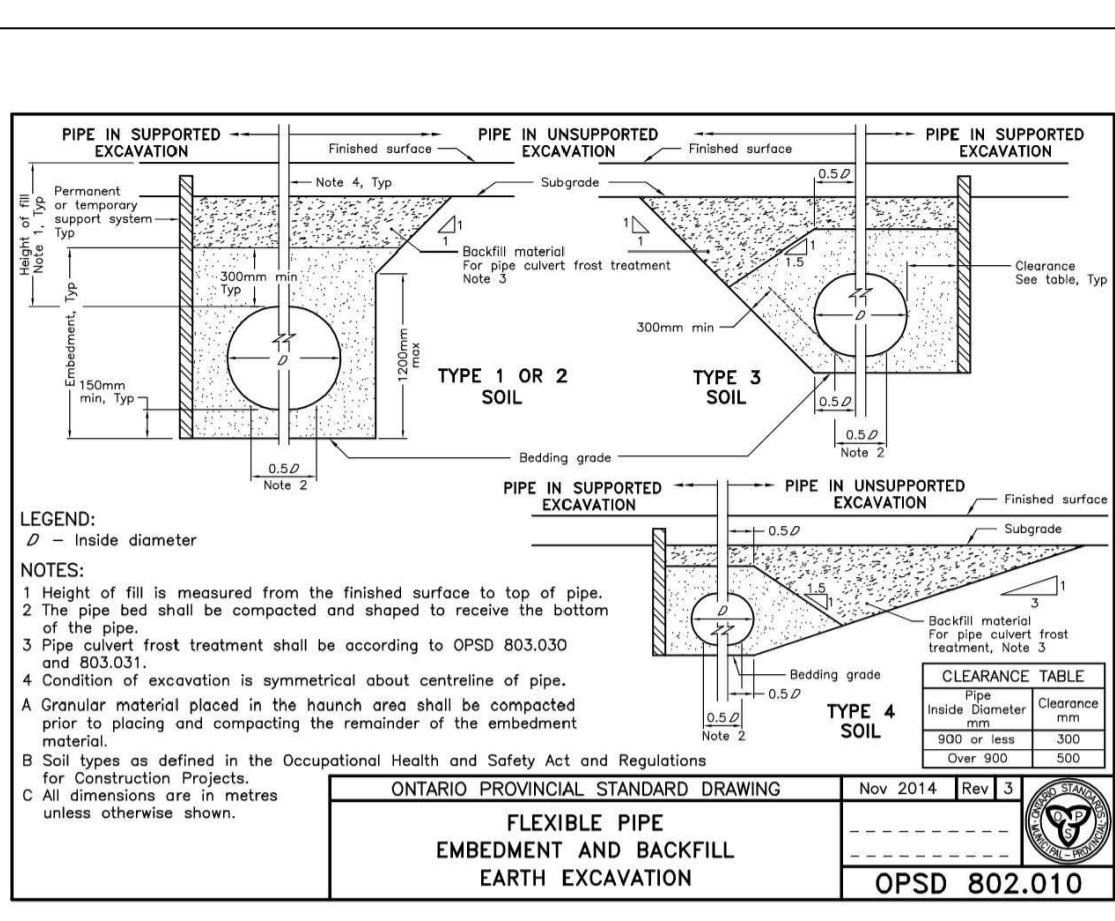 PIPE IN SUPPORTED
EXCAVATION
PIPE IN UNSUPPORTED
EXCAVATION
PIPE IN SUPPORTED
EXCAVATION
Finished surface
Finished surface
Height of fill
Note 1, Typ
Permanent
or temporary
support system
Typ
Note 4, Typ
Subgrade
0.5D
1
1
Backfill material
For pipe culvert frost treatment
Note 3
1
1
1
1.5
Clearance
See table, Typ
300mm min
Typ
Embedment, Typ
D
1200mm
max
300mm min
D
150mm
min, Typ
TYPE 1 OR 2
SOIL
TYPE 3
SOIL
0.5D
0.5D
Note 2
Bedding grade
0.5D
Note 2
PIPE IN SUPPORTED
EXCAVATION
PIPE IN UNSUPPORTED
EXCAVATION
Finished surface
Subgrade
0.5D
1.5
1
D
1
3
Backfill material
For pipe culvert frost
treatment, Note 3
Bedding grade
0.5D
0.5D
Note 2
TYPE 4
SOIL
LEGEND:
D – Inside diameter
NOTES:
1 Height of fill is measured from the finished surface to top of pipe.
2 The pipe bed shall be compacted and shaped to receive the bottom
of the pipe.
3 Pipe culvert frost treatment shall be according to OPSD 803.030
and 803.031.
4 Condition of excavation is symmetrical about centreline of pipe.
A Granular material placed in the haunch area shall be compacted
prior to placing and compacting the remainder of the embedment
material.
B Soil types as defined in the Occupational Health and Safety Act and Regulations
for Construction Projects.
C All dimensions are in metres
unless otherwise shown.
CLEARANCE TABLE
Pipe Inside Diameter mm Clearance mm
900 or less 300
Over 900 500
ONTARIO PROVINCIAL STANDARD DRAWING
Nov 2014 Rev 3
FLEXIBLE PIPE
EMBEDMENT AND BACKFILL
EARTH EXCAVATION
OPSD 802.010
ONTARIO STANDARDS
MUNICIPAL - PROVINCIAL
O P S